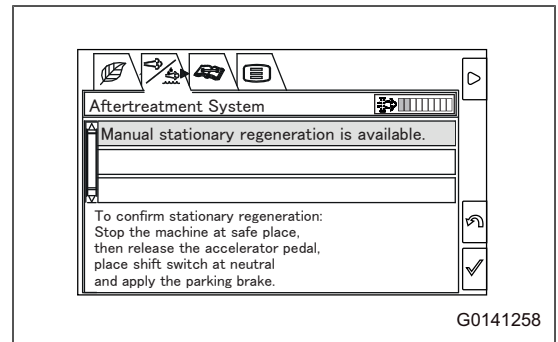 Aftertreatment System
Manual stationary regeneration is available.
To confirm stationary regeneration:
Stop the machine at safe place,
then release the accelerator pedal,
place shift switch at neutral
and apply the parking brake.
G0141258